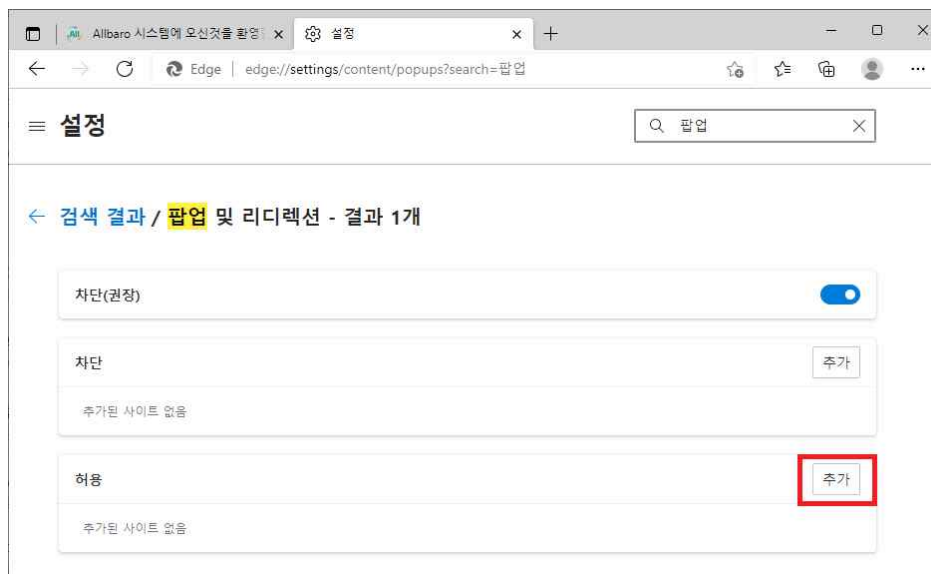 All Allbaro 시스템에 오신것을 환영 설정
Edge | edge://settings/content/popups?search=팝업
설정
팝업
검색 결과 / 팝업 및 리디렉션 - 결과 1개
차단(권장)
차단
추가
추가된 사이트 없음
허용
추가
추가된 사이트 없음